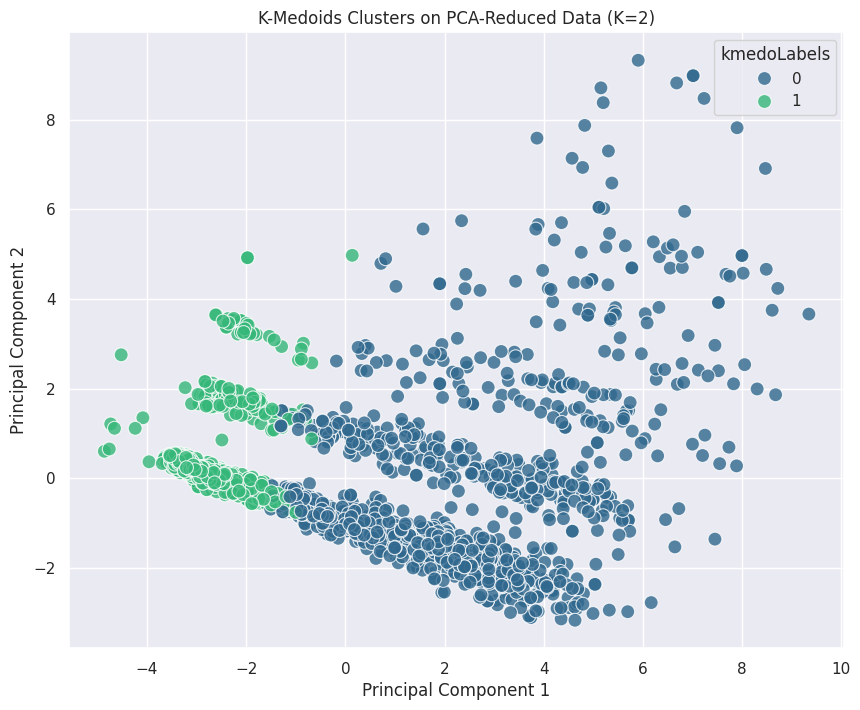 K-Medoids Clusters on PCA-Reduced Data (K=2)
kmedoLabels
0
1
8
6
4
2
0
−2
Principal Component 2
−4 −2 0 2 4 6 8 10
Principal Component 1